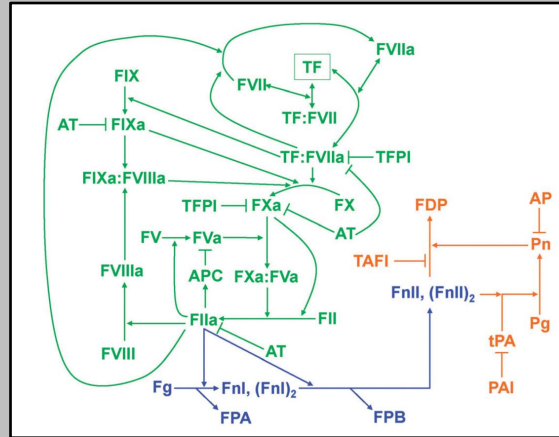 FVIIa
FIX
TF
FVII
TF:FVII
AT
FIXa
TF:FVIIa
TFPI
FIXa:FVIIIa
TFPI
FXa
FX
FDP
AP
FV
FVa
AT
Pn
TAFI
FVIIIa
APC
FXa:FVa
FnII, (FnII)2
FIIa
FII
Pg
tPA
FVIII
AT
PAI
Fg
FnI, (FnI)2
FPA
FPB